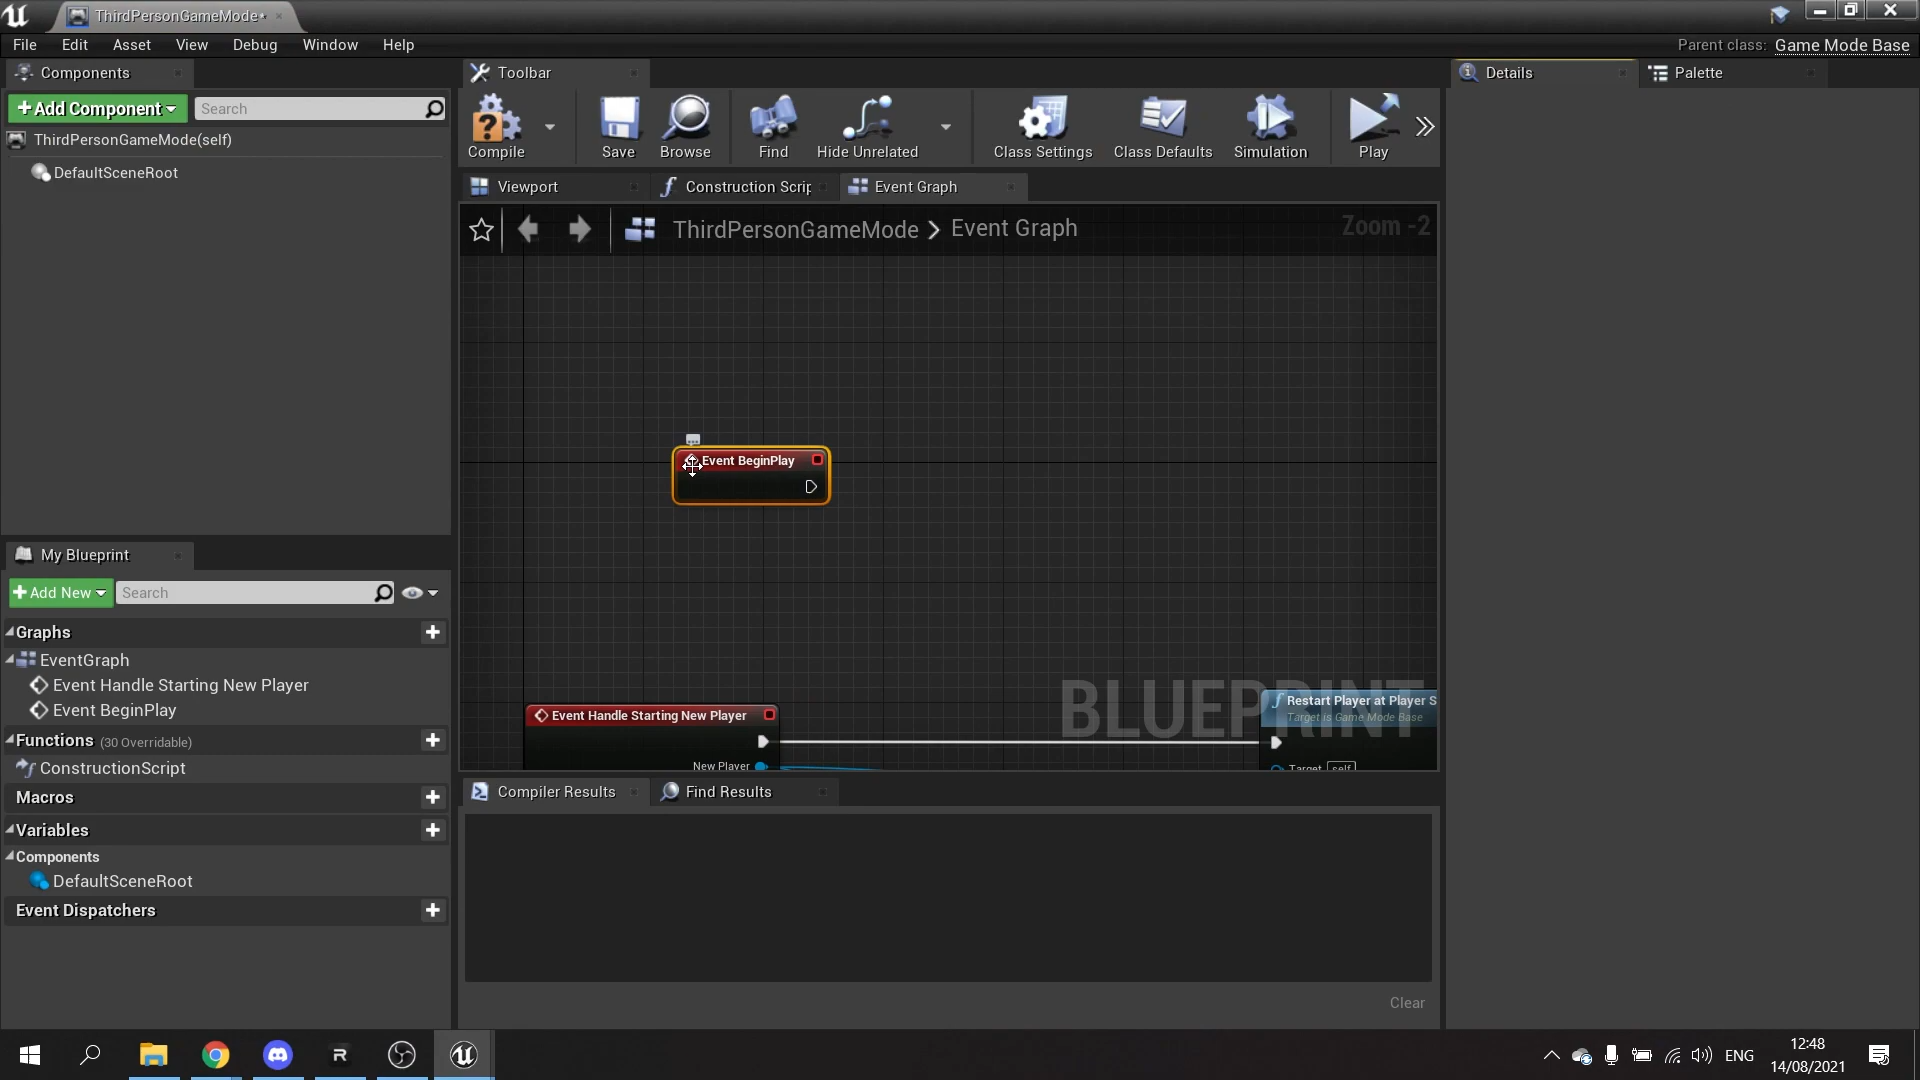 ThirdPersonGameMode*
File Edit Asset View Debug Window Help
Parent class: Game Mode Base
Components
Add Component
Search
ThirdPersonGameMode(self)
DefaultSceneRoot
My Blueprint
Add New
Search
Graphs
EventGraph
Event Handle Starting New Player
Event BeginPlay
Functions (30 Overridable)
ConstructionScript
Macros
Variables
Components
DefaultSceneRoot
Event Dispatchers
Toolbar
Compile Save Browse Find Hide Unrelated Class Settings Class Defaults Simulation Play
Viewport Construction Scrip Event Graph
ThirdPersonGameMode > Event Graph
Zoom -2
Event BeginPlay
BLUEPRINT
Event Handle Starting New Player
New Player
Restart Player at Player S
Target is Game Mode Base
Target self
Compiler Results Find Results
Clear
Details Palette
ENG
12:48
14/08/2021